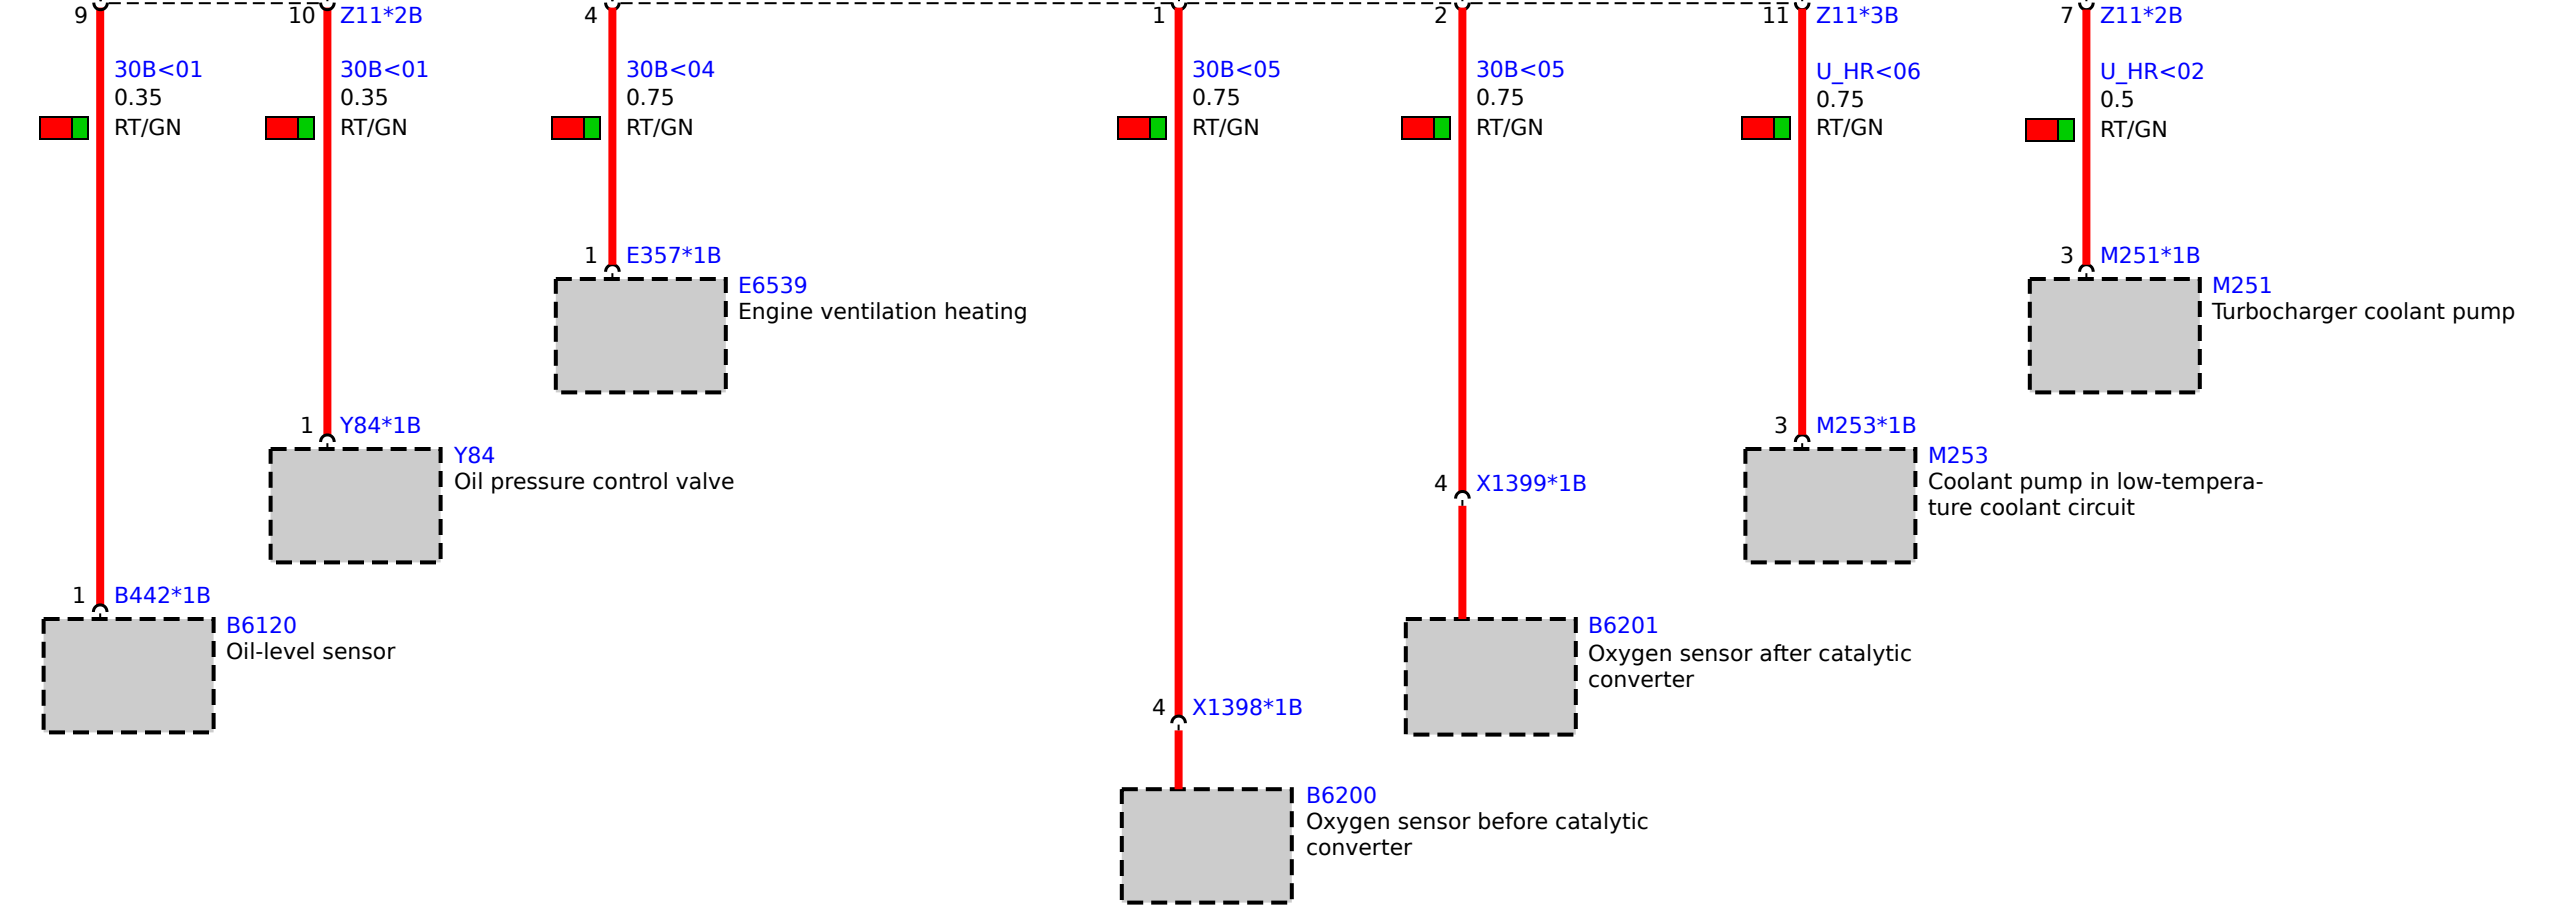 9
10
Z11*2B
4
1
2
11
Z11*3B
7
Z11*2B
30B<01
0.35
RT/GN
30B<01
0.35
RT/GN
30B<04
0.75
RT/GN
30B<05
0.75
RT/GN
30B<05
0.75
RT/GN
U_HR<06
0.75
RT/GN
U_HR<02
0.5
RT/GN
1
E357*1B
E6539
Engine ventilation heating
3
M251*1B
M251
Turbocharger coolant pump
1
Y84*1B
Y84
Oil pressure control valve
3
M253*1B
M253
Coolant pump in low-tempera-
ture coolant circuit
4
X1399*1B
1
B442*1B
B6120
Oil-level sensor
B6201
Oxygen sensor after catalytic
converter
4
X1398*1B
B6200
Oxygen sensor before catalytic
converter